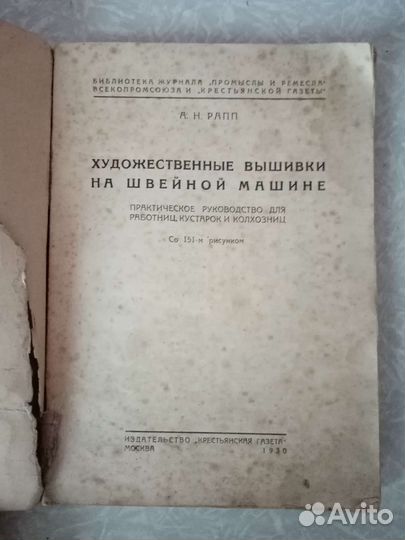 БИБЛИОТЕКА ЖУРНАЛА „ПРОМЫСЛЫ И РЕМЕСЛА“
ВСЕКОПРОМСОЮЗА И „КРЕСТЬЯНСКОЙ ГАЗЕТЫ“
А. Н. РАПП
ХУДОЖЕСТВЕННЫЕ ВЫШИВКИ
НА ШВЕЙНОЙ МАШИНЕ
ПРАКТИЧЕСКОЕ РУКОВОДСТВО ДЛЯ
РАБОТНИЦ, КУСТАРОК И КОЛХОЗНИЦ
Со 151-м рисунком
ИЗДАТЕЛЬСТВО „КРЕСТЬЯНСКАЯ ГАЗЕТА“
МОСКВА 1930
Avito